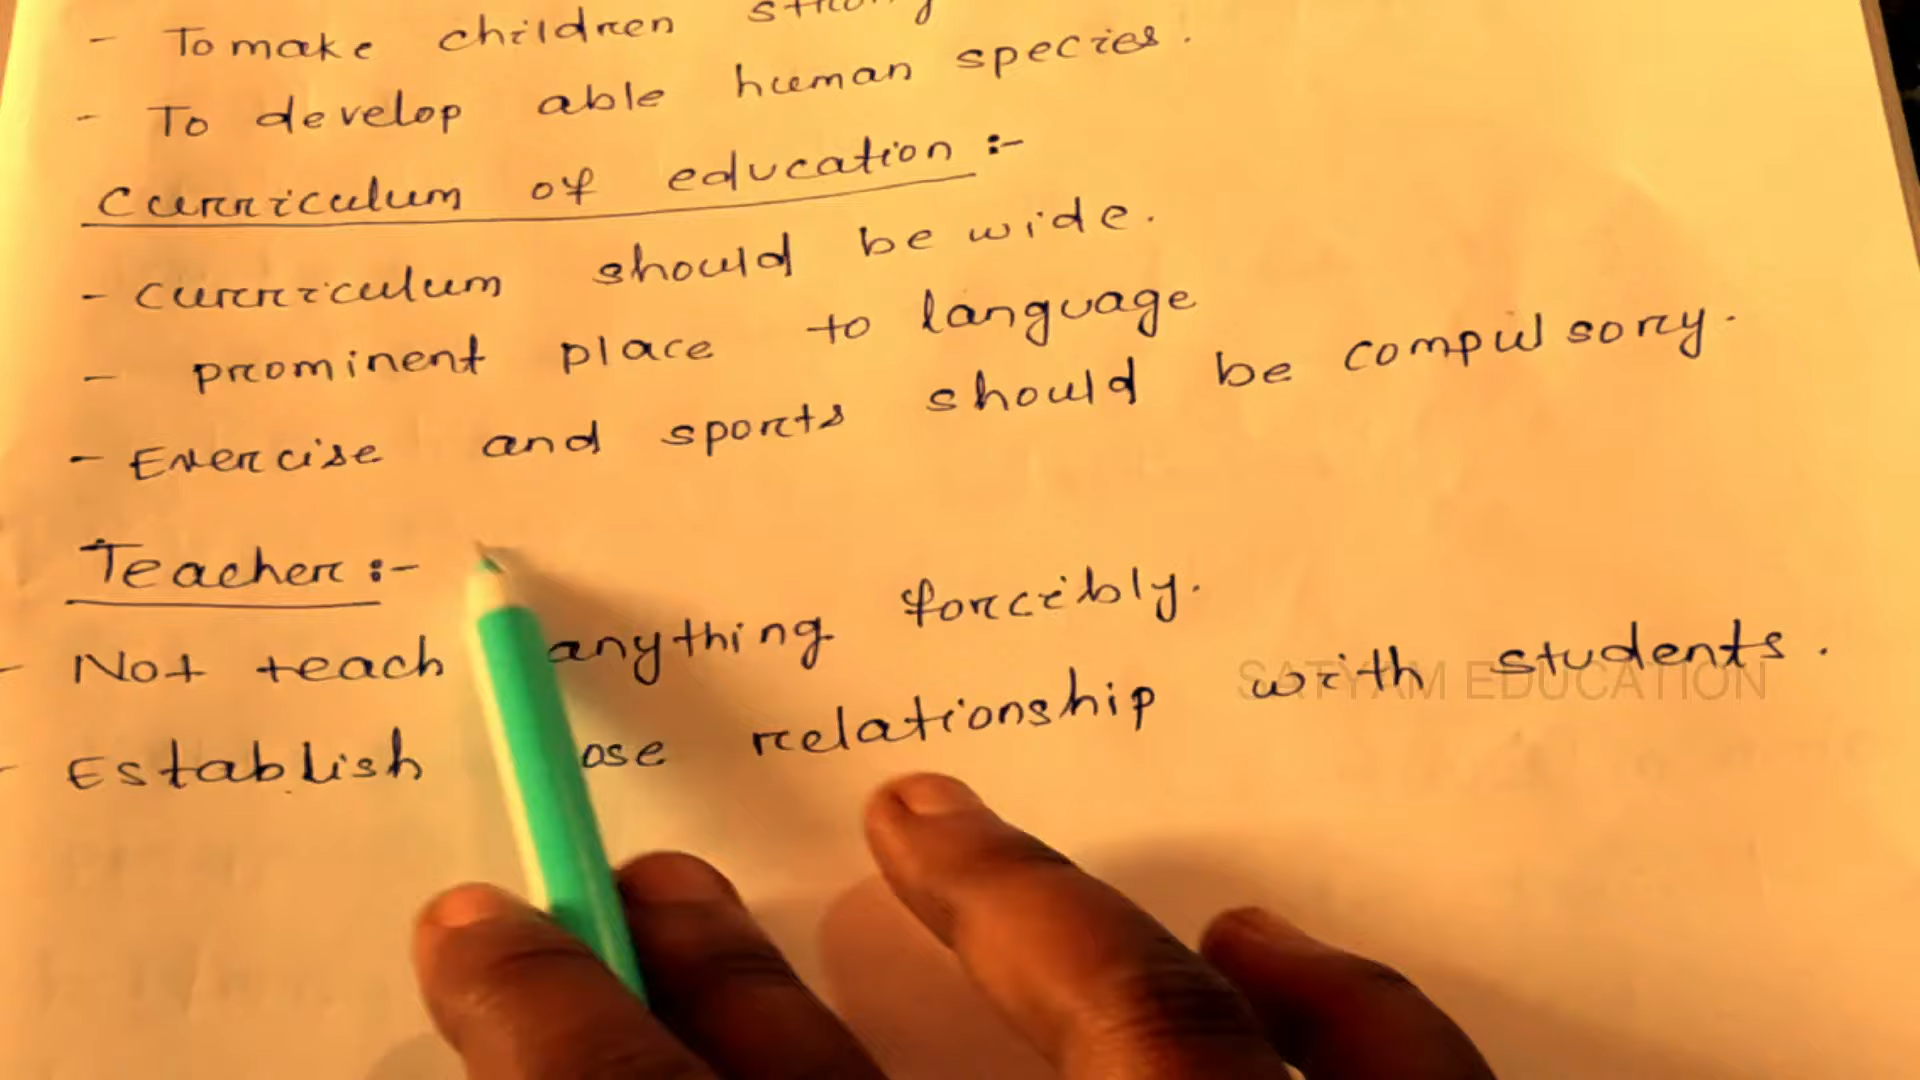 - To make children
- To develop able human species.
Curriculum of education :-
- Curriculum should be wide.
- prominent place to language
- Exercise and sports should be compulsory.
Teacher :-
- Not teach anything forcibly.
- Establish ose relationship with students.
SATYAM EDUCATION